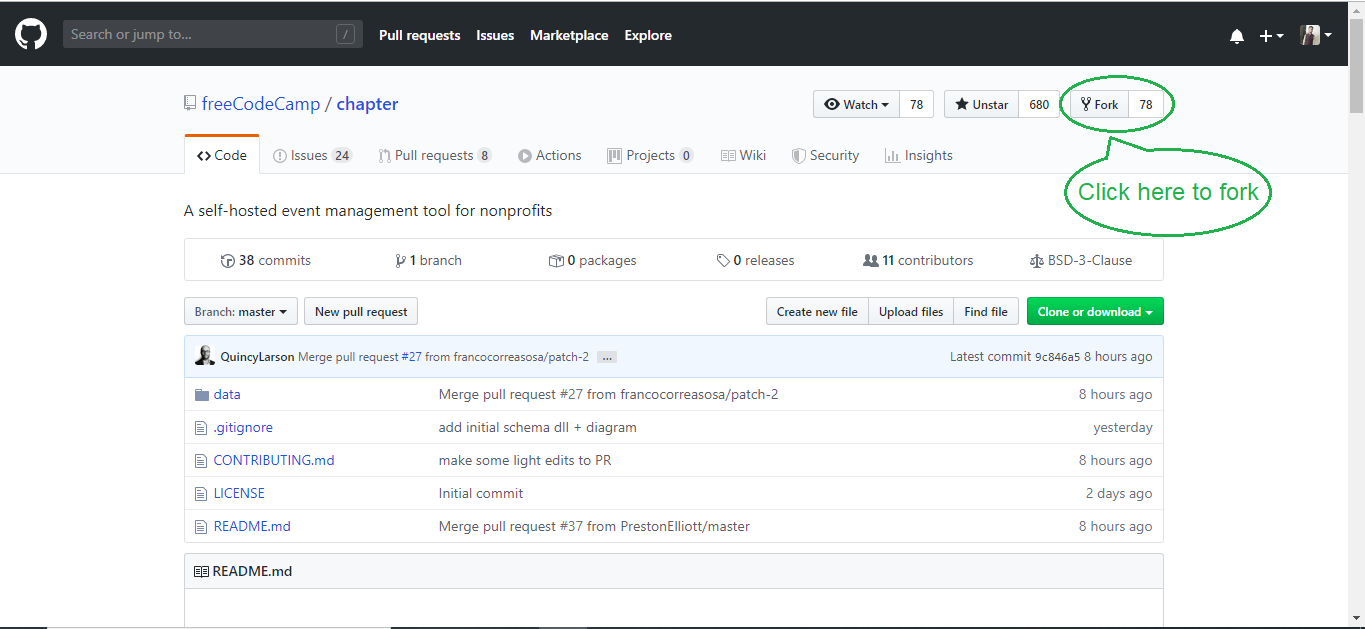 Search or jump to... /
Pull requests Issues Marketplace Explore
freeCodeCamp / chapter
Watch 78 Unstar 680 Fork 78
Code Issues 24 Pull requests 8 Actions Projects 0 Wiki Security Insights
Click here to fork
A self-hosted event management tool for nonprofits
38 commits 1 branch 0 packages 0 releases 11 contributors BSD-3-Clause
Branch: master New pull request Create new file Upload files Find file Clone or download
QuincyLarson Merge pull request #27 from francocorreasosa/patch-2 ... Latest commit 9c846a5 8 hours ago
data Merge pull request #27 from francocorreasosa/patch-2 8 hours ago
.gitignore add initial schema dll + diagram yesterday
CONTRIBUTING.md make some light edits to PR 8 hours ago
LICENSE Initial commit 2 days ago
README.md Merge pull request #37 from PrestonElliott/master 8 hours ago
README.md